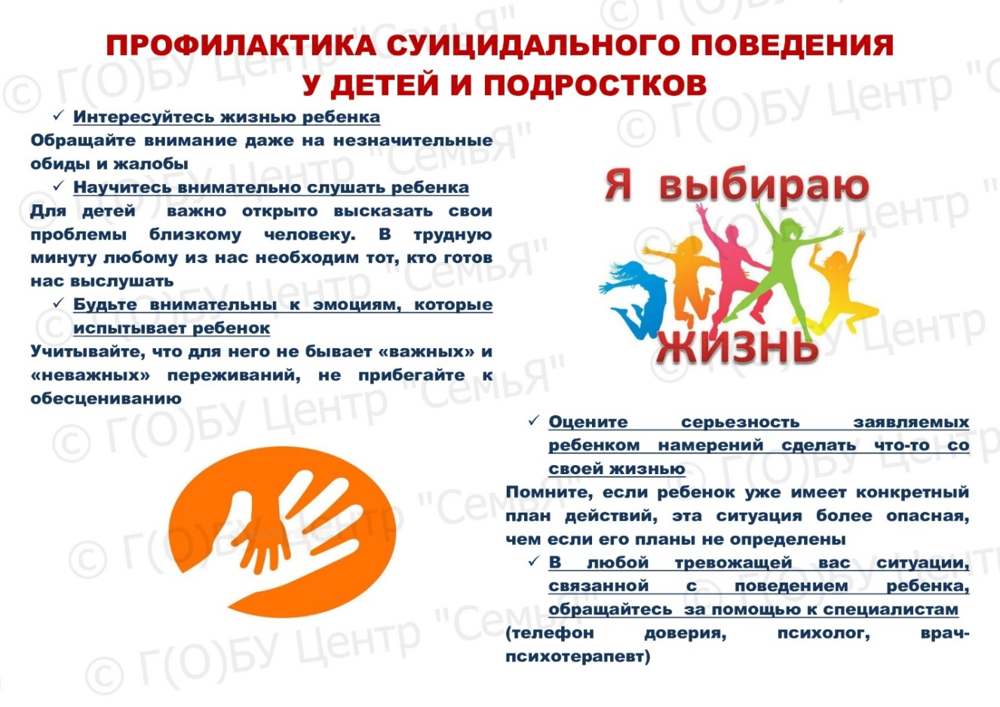 ПРОФИЛАКТИКА СУИЦИДАЛЬНОГО ПОВЕДЕНИЯ
У ДЕТЕЙ И ПОДРОСТКОВ
✓ Интересуйтесь жизнью ребенка
Обращайте внимание даже на незначительные
обиды и жалобы
✓ Научитесь внимательно слушать ребенка
Для детей важно открыто высказать свои
проблемы близкому человеку. В трудную
минуту любому из нас необходим тот, кто готов
нас выслушать
✓ Будьте внимательны к эмоциям, которые
испытывает ребенок
Учитывайте, что для него не бывает «важных» и
«неважных» переживаний, не прибегайте к
обесцениванию
Я выбираю
жизнь
✓ Оцените серьезность заявляемых
ребенком намерений сделать что-то со
своей жизнью
Помните, если ребенок уже имеет конкретный
план действий, эта ситуация более опасная,
чем если его планы не определены
✓ В любой тревожащей вас ситуации,
связанной с поведением ребенка,
обращайтесь за помощью к специалистам
(телефон доверия, психолог, врач-
психотерапевт)
© Г(О)БУ Центр "СемьЯ"